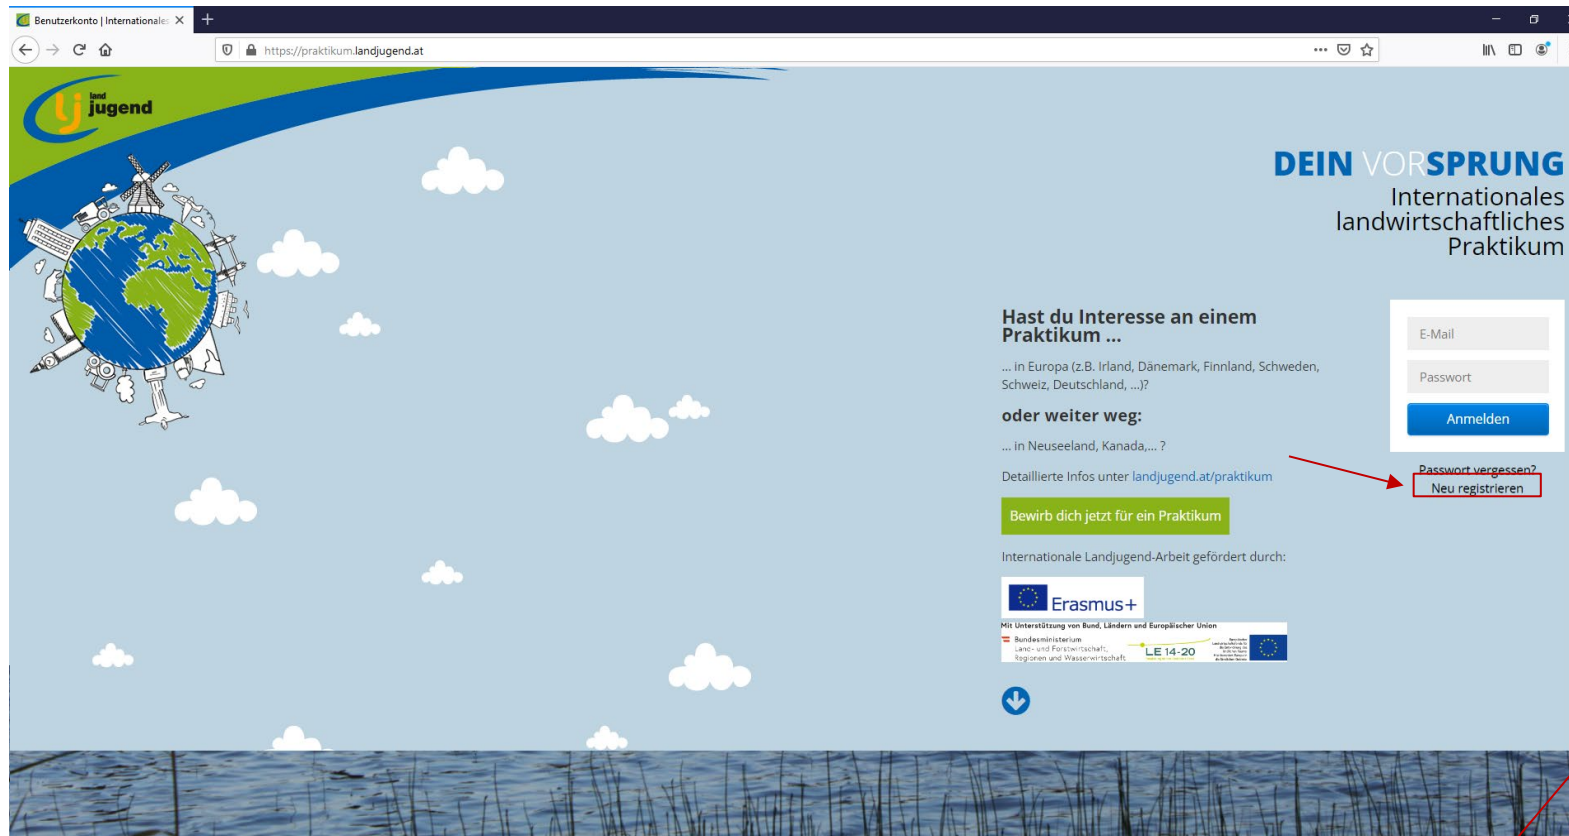 Benutzerkonto | Internationales
https://praktikum.landjugend.at
land
jugend
DEIN VORSPRUNG
Internationales
landwirtschaftliches
Praktikum
Hast du Interesse an einem
Praktikum ...
... in Europa (z.B. Irland, Dänemark, Finnland, Schweden,
Schweiz, Deutschland, ...)?
oder weiter weg:
... in Neuseeland, Kanada,... ?
Detaillierte Infos unter landjugend.at/praktikum
Bewirb dich jetzt für ein Praktikum
Internationale Landjugend-Arbeit gefördert durch:
Erasmus+
Mit Unterstützung von Bund, Ländern und Europäischer Union
Bundesministerium
Land- und Forstwirtschaft,
Regionen und Wasserwirtschaft
LE 14-20
E-Mail
Passwort
Anmelden
Passwort vergessen?
Neu registrieren